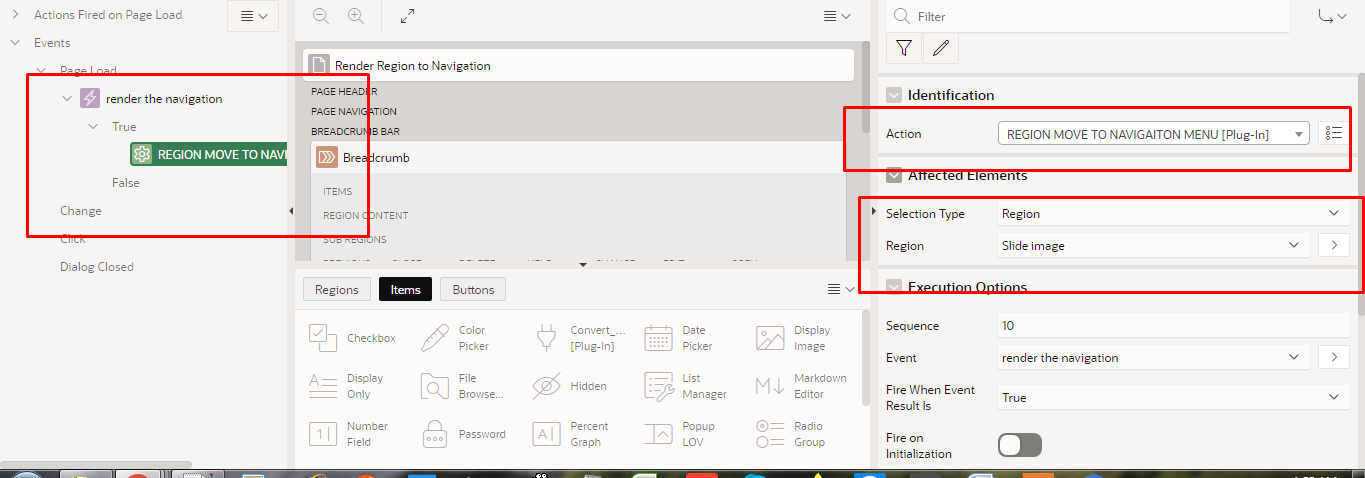 Actions Fired on Page Load
Events
Page Load
render the navigation
True
REGION MOVE TO NAVI
False
Change
Click
Dialog Closed
Render Region to Navigation
PAGE HEADER
PAGE NAVIGATION
BREADCRUMB BAR
Breadcrumb
ITEMS
REGION CONTENT
SUB REGIONS
Regions
Items
Buttons
Checkbox
Color
Picker
Convert_...
[Plug-In]
Date
Picker
Display
Image
Display
Only
File
Browse...
Hidden
List
Manager
Markdown
Editor
Number
Field
Password
Percent
Graph
Popup
LOV
Radio
Group
Filter
Identification
Action
REGION MOVE TO NAVIGAITON MENU [Plug-In]
Affected Elements
Selection Type
Region
Region
Slide image
Execution Options
Sequence
10
Event
render the navigation
Fire When Event
Result Is
True
Fire on
Initialization